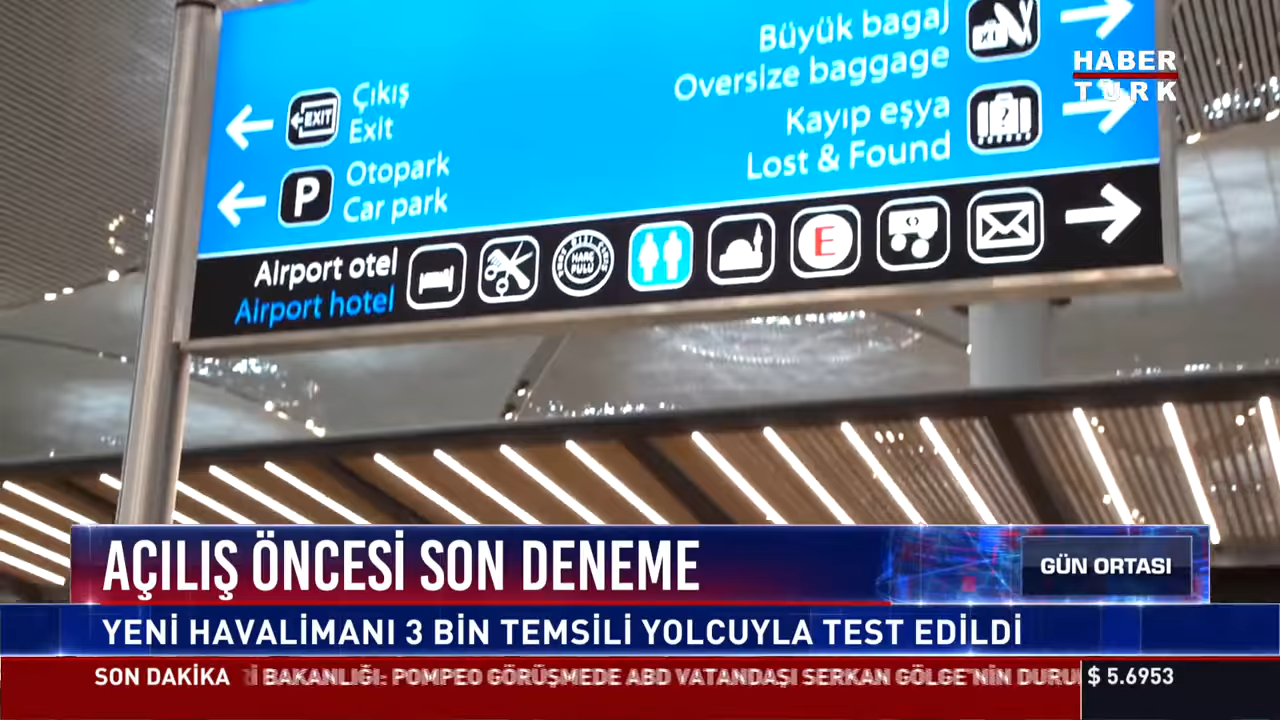 Büyük bagaj
Oversize baggage
HABER
TÜRK
Çıkış
Exit
EXIT
Kayıp eşya
Lost & Found
?
Otopark
Car park
P
Airport otel
Airport hotel
HARÇ
PULU
E
AÇILIŞ ÖNCESİ SON DENEME
GÜN ORTASI
YENİ HAVALİMANI 3 BİN TEMSİLİ YOLCUYLA TEST EDİLDİ
SON DAKİKA
BAKANLIĞI: POMPEO GÖRÜŞMEDE ABD VATANDAŞI SERKAN GÖLGE'NİN
$ 5.6953